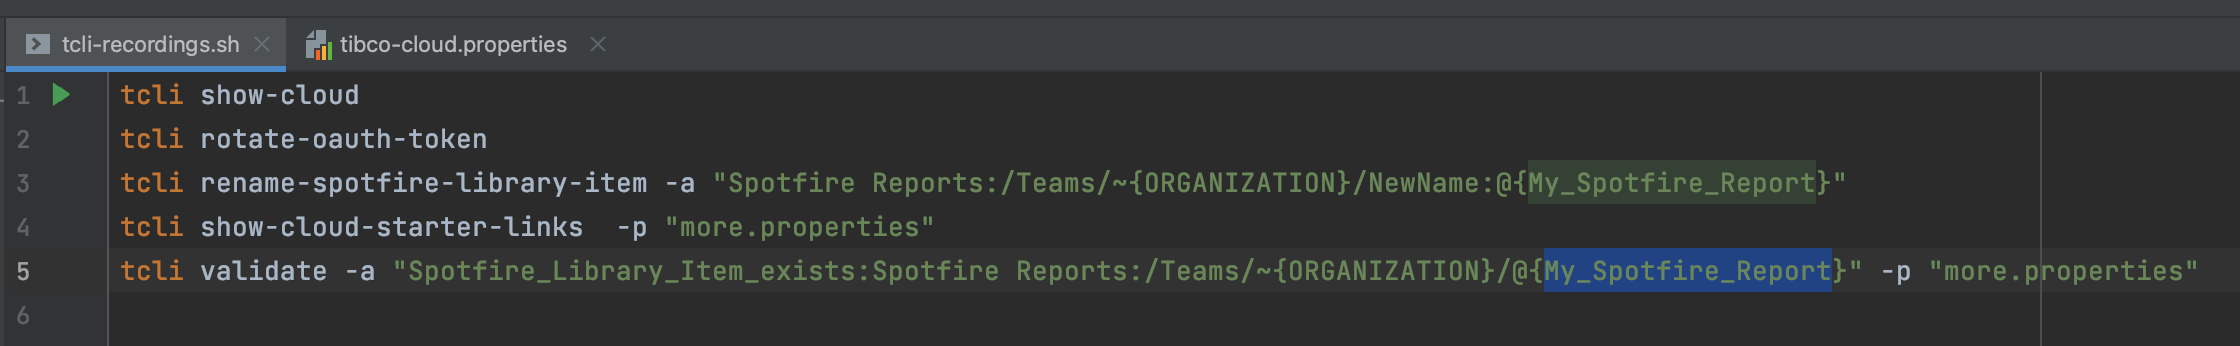 tcli-recordings.sh tibco-cloud.properties
1 tcli show-cloud
2 tcli rotate-oauth-token
3 tcli rename-spotfire-library-item -a "Spotfire Reports:/Teams/~{ORGANIZATION}/NewName:@{My_Spotfire_Report}"
4 tcli show-cloud-starter-links  -p "more.properties"
5 tcli validate -a "Spotfire_Library_Item_exists:Spotfire Reports:/Teams/~{ORGANIZATION}/@{My_Spotfire_Report}" -p "more.properties"
6